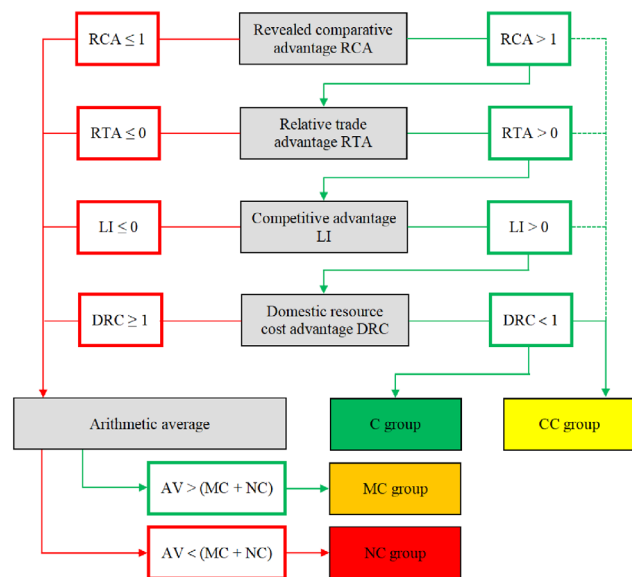 RCA ≤ 1
Revealed comparative
advantage RCA
RCA > 1
RTA ≤ 0
Relative trade
advantage RTA
RTA > 0
LI ≤ 0
Competitive advantage
LI
LI > 0
DRC ≥ 1
Domestic resource
cost advantage DRC
DRC < 1
Arithmetic average
C group
CC group
AV > (MC + NC)
MC group
AV < (MC + NC)
NC group